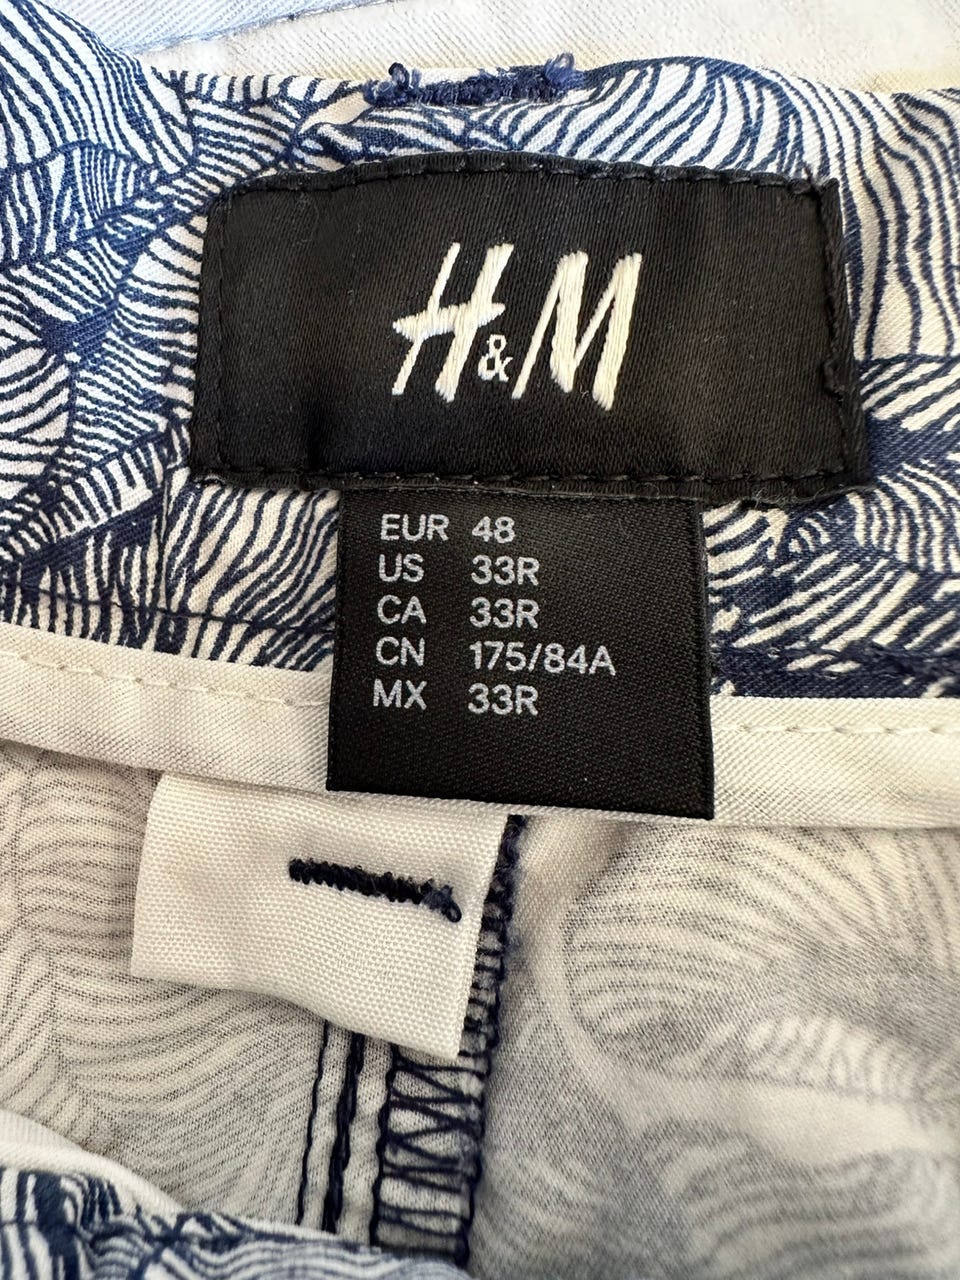 H&M
EUR 48
US 33R
CA 33R
CN 175/84A
MX 33R